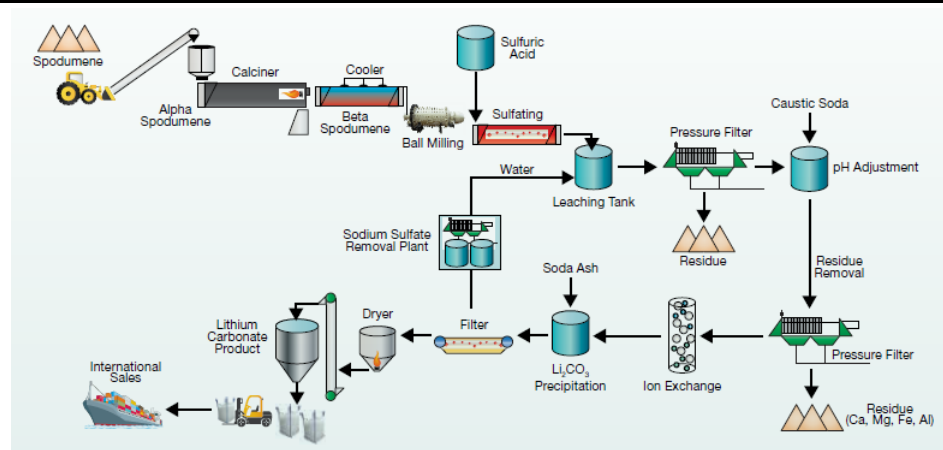 Spodumene
Alpha
Spodumene
Calciner
Cooler
Beta
Spodumene
Ball Milling
Sulfuric
Acid
Sulfating
Water
Leaching Tank
Pressure Filter
Residue
Caustic Soda
pH Adjustment
Residue
Removal
Pressure Filter
Residue
(Ca, Mg, Fe, Al)
Ion Exchange
Soda Ash
Li₂CO₃
Precipitation
Filter
Sodium Sulfate
Removal Plant
Dryer
Lithium
Carbonate
Product
International
Sales